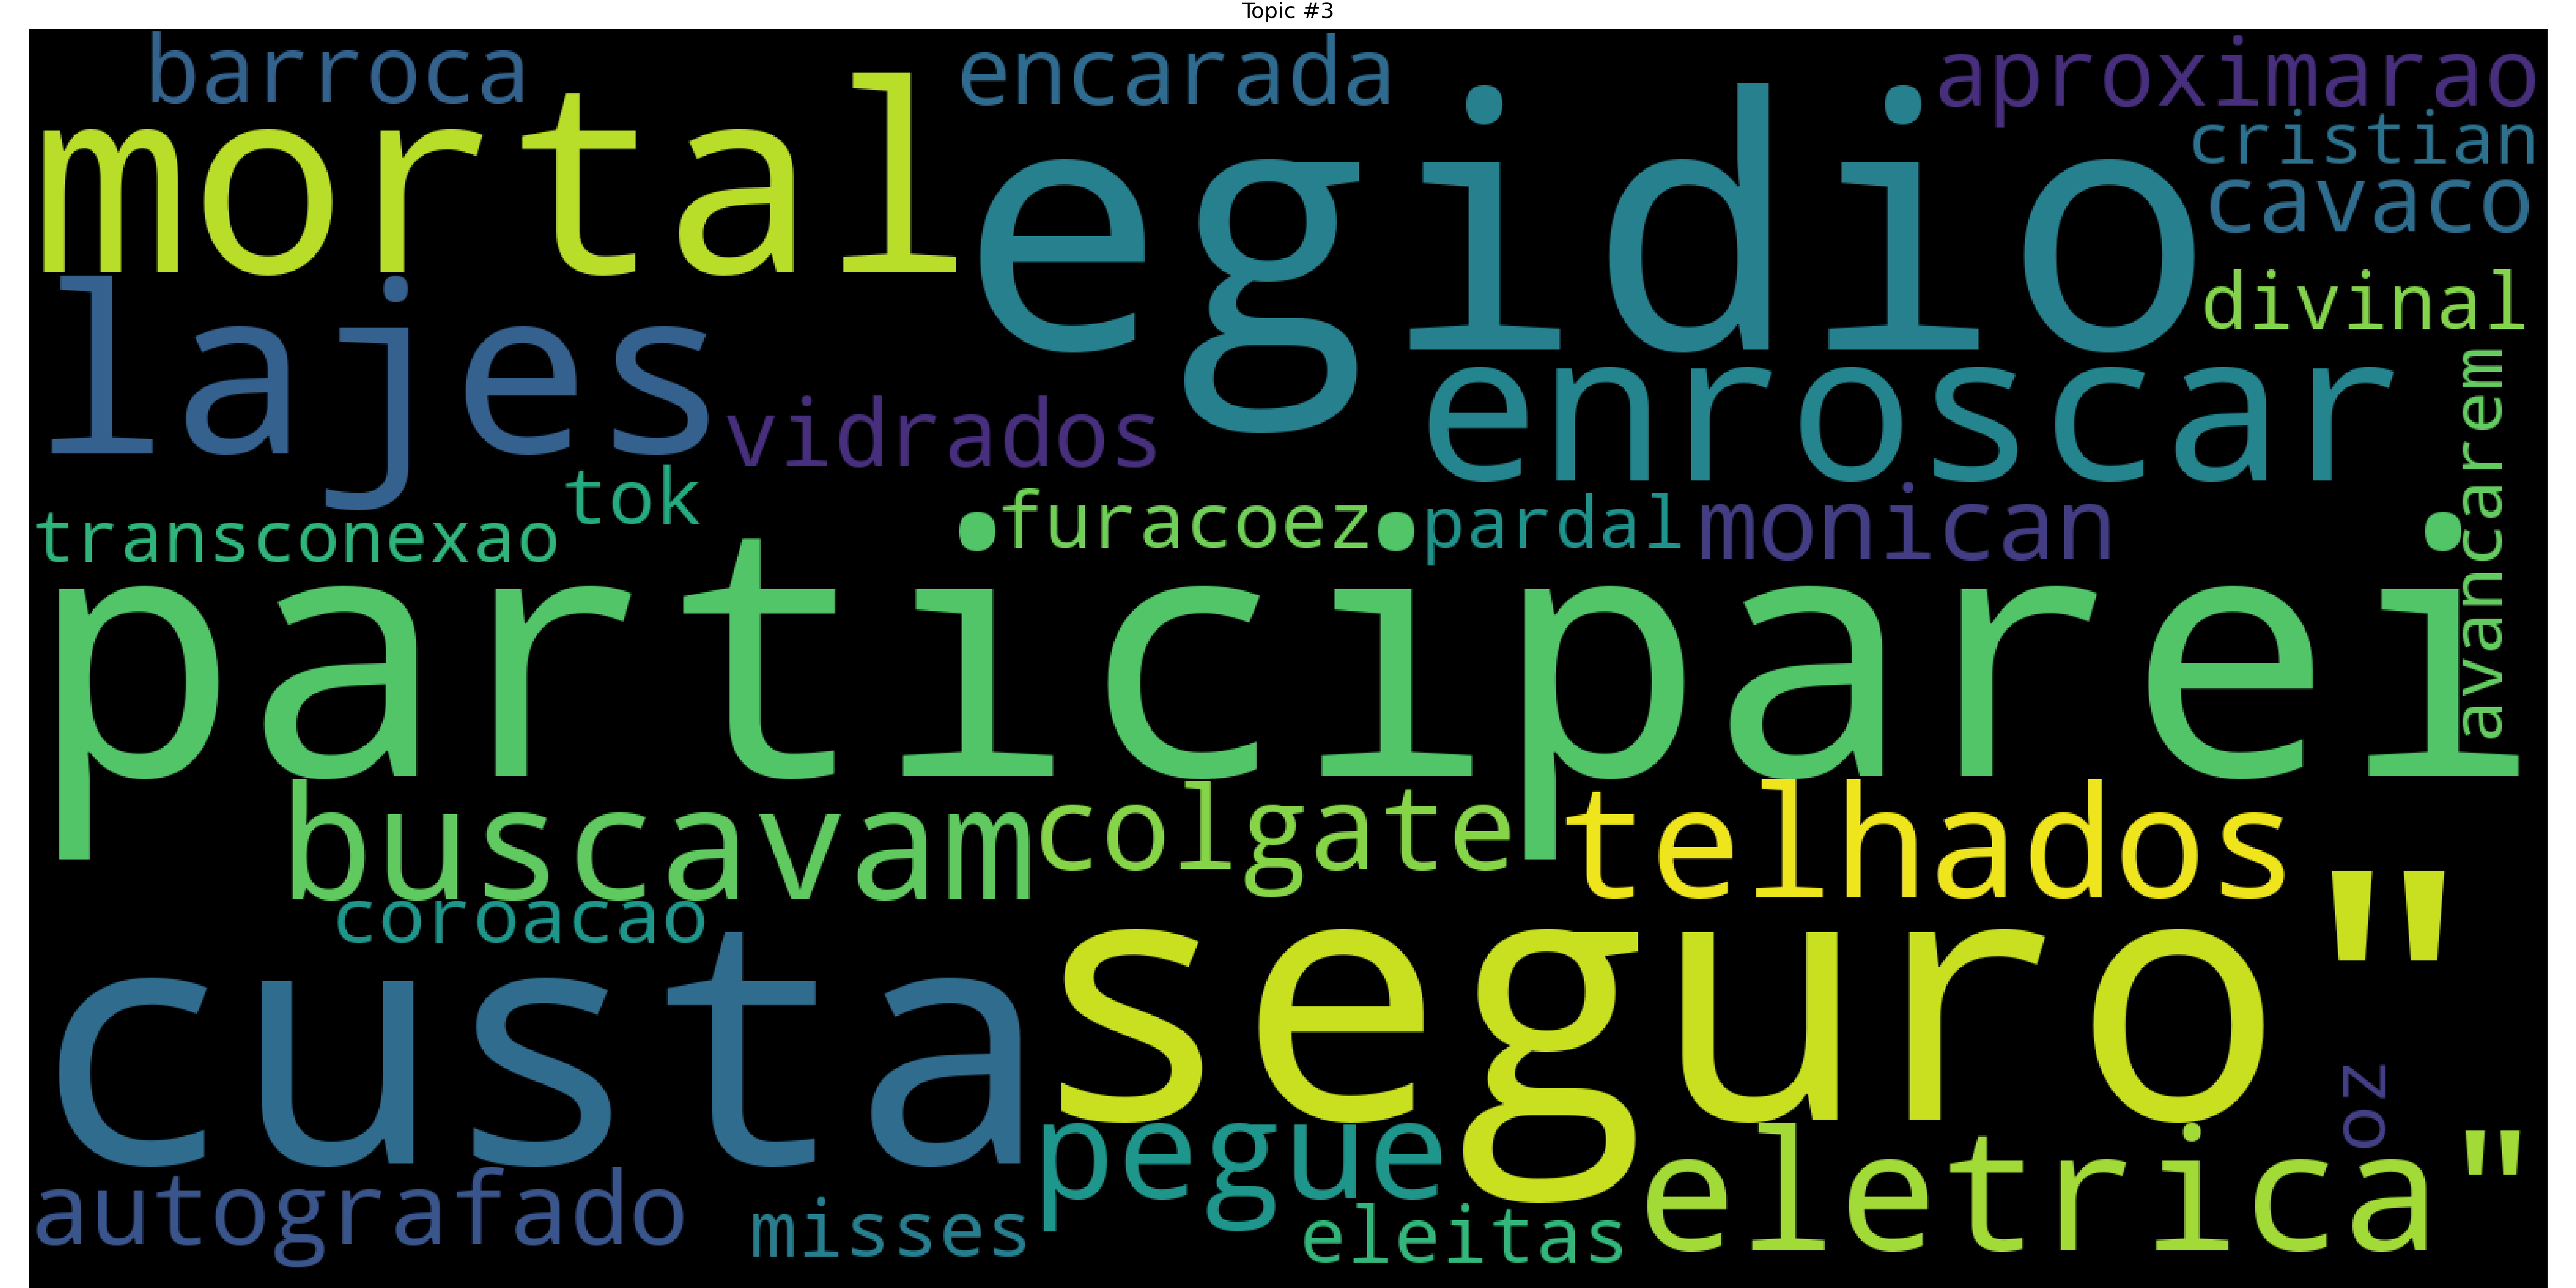 Topic #3
barroca
encarada
aproximarao
mortal
egidio
cristian
cavaco
lajes
divinal
enroscar
vidrados
avancarem
tok
transconexao
furacoez
pardal
monican
participarei
buscavam
colgate
telhados
coroacao
custa
seguro"
oz
pegue
eletrica"
autografado
misses
eleitas